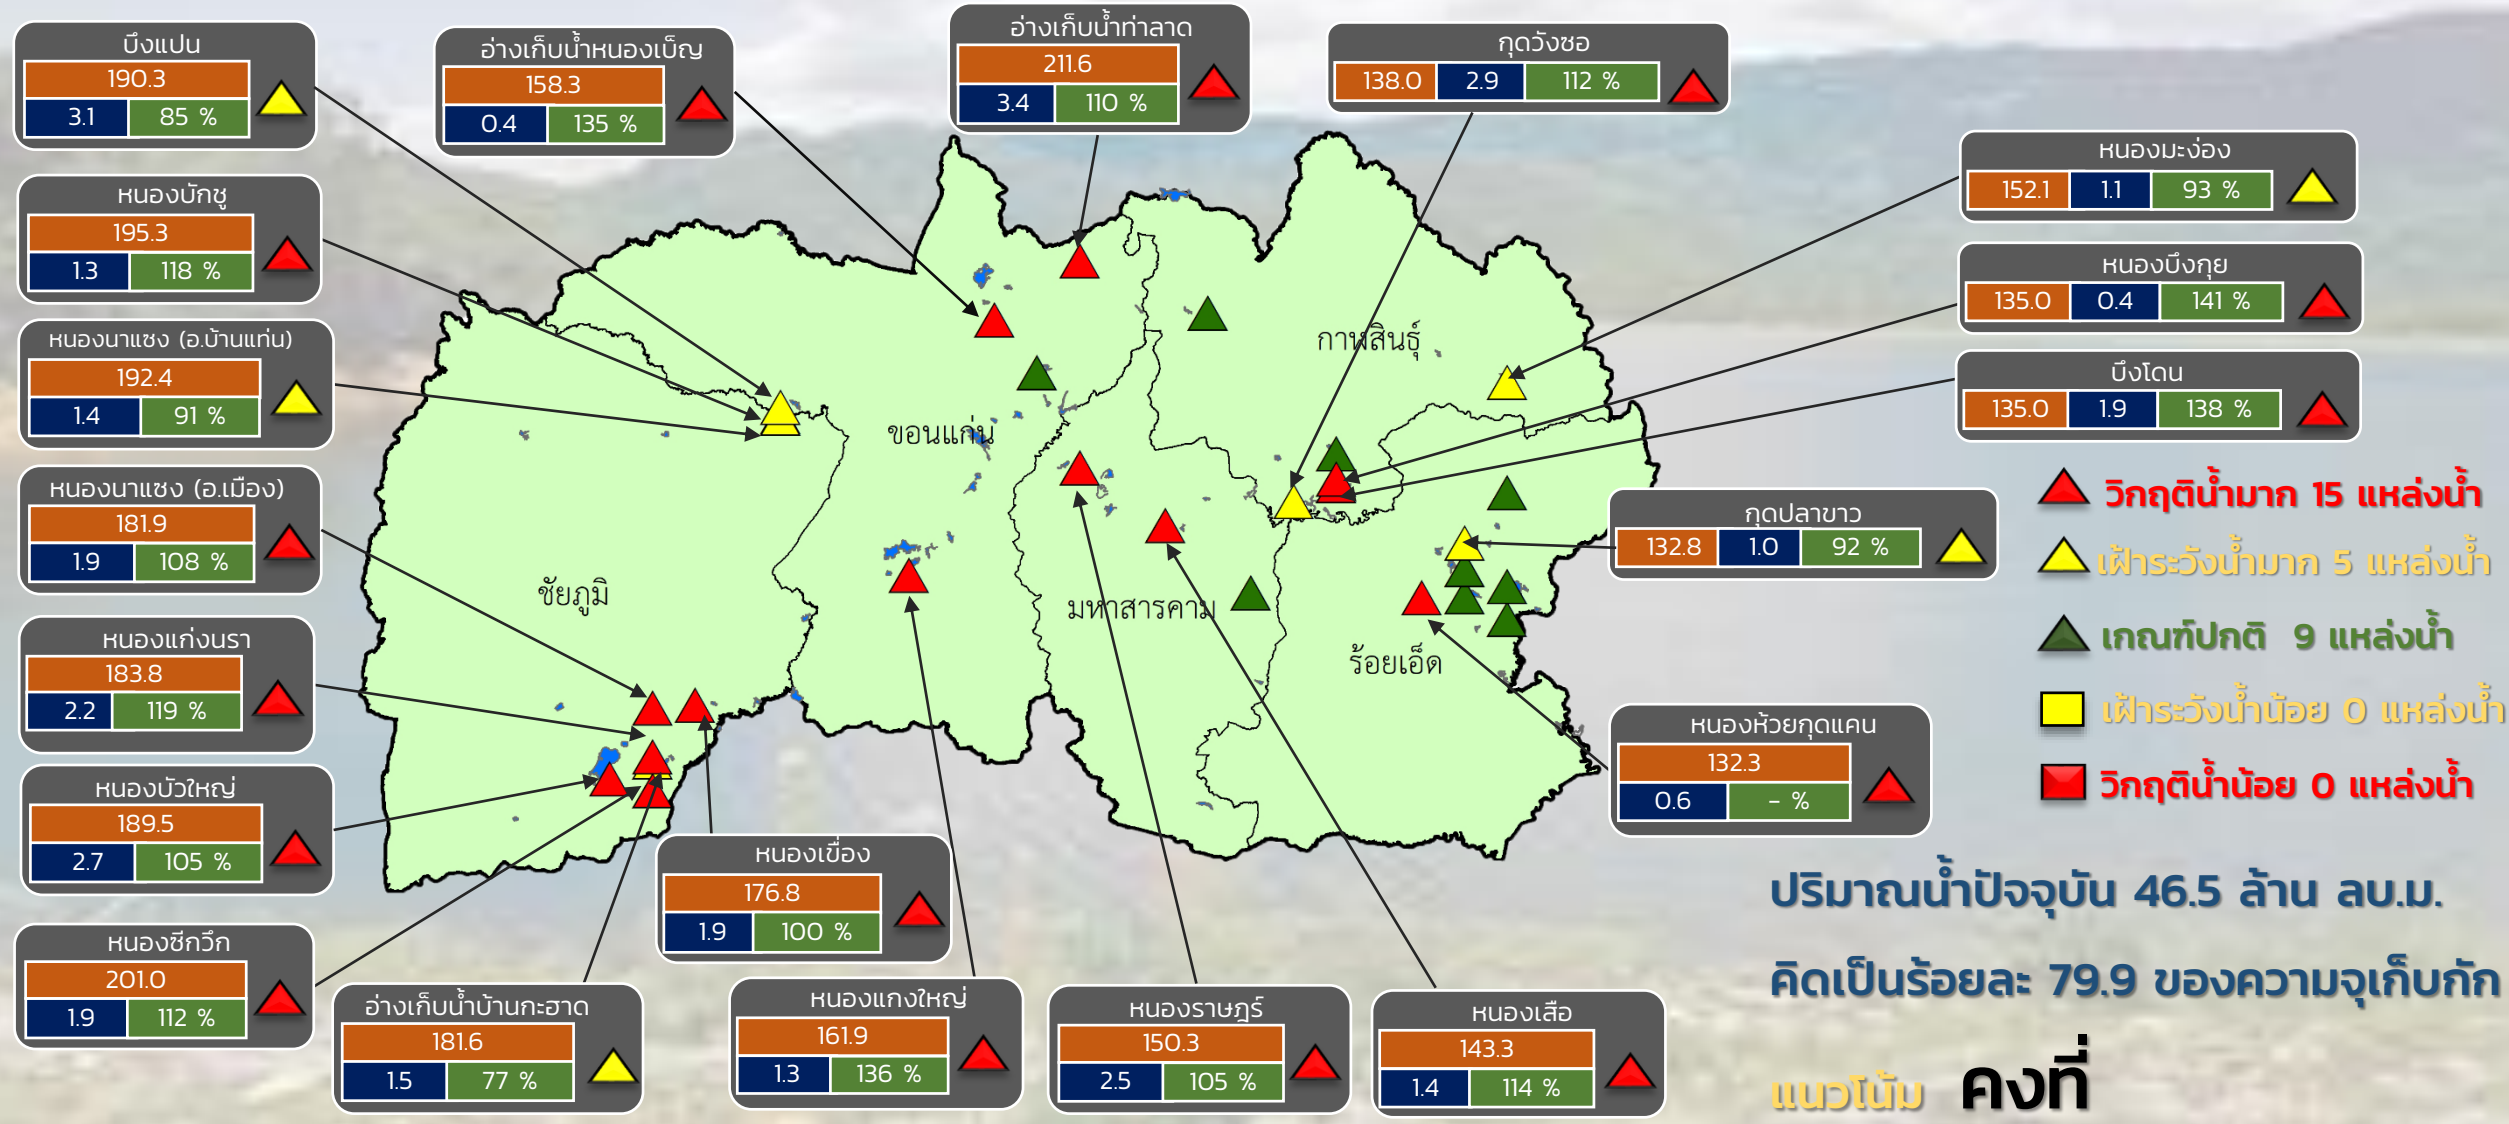 บึงแปน
190.3
3.1 85 %
อ่างเก็บน้ำหนองเบ็ญ
158.3
0.4 135 %
อ่างเก็บน้ำท่าลาด
211.6
3.4 110 %
กุดวังซอ
138.0 2.9 112 %
หนองบักชู
195.3
1.3 118 %
หนองมะง่อง
152.1 1.1 93 %
หนองบึงกุย
135.0 0.4 141 %
หนองนาแซง (อ.บ้านแท่น)
192.4
1.4 91 %
บึงโดน
135.0 1.9 138 %
กาฬสินธุ์
ขอนแก่น
หนองนาแซง (อ.เมือง)
181.9
1.9 108 %
วิกฤติน้ำมาก 15 แหล่งน้ำ
กุดปลาขาว
132.8 1.0 92 %
เฝ้าระวังน้ำมาก 5 แหล่งน้ำ
ชัยภูมิ
มหาสารคาม
ร้อยเอ็ด
เกณฑ์ปกติ 9 แหล่งน้ำ
หนองแก่งนรา
183.8
2.2 119 %
เฝ้าระวังน้ำน้อย 0 แหล่งน้ำ
หนองห้วยกุดแคน
132.3
0.6 - %
วิกฤติน้ำน้อย 0 แหล่งน้ำ
หนองบัวใหญ่
189.5
2.7 105 %
หนองเขื่อง
176.8
1.9 100 %
ปริมาณน้ำปัจจุบัน 46.5 ล้าน ลบ.ม.
คิดเป็นร้อยละ 79.9 ของความจุเก็บกัก
หนองซีกวึก
201.0
1.9 112 %
อ่างเก็บน้ำบ้านกะฮาด
181.6
1.5 77 %
หนองแกงใหญ่
161.9
1.3 136 %
หนองราษฎร์
150.3
2.5 105 %
หนองเสือ
143.3
1.4 114 %
แนวโน้ม คงที่